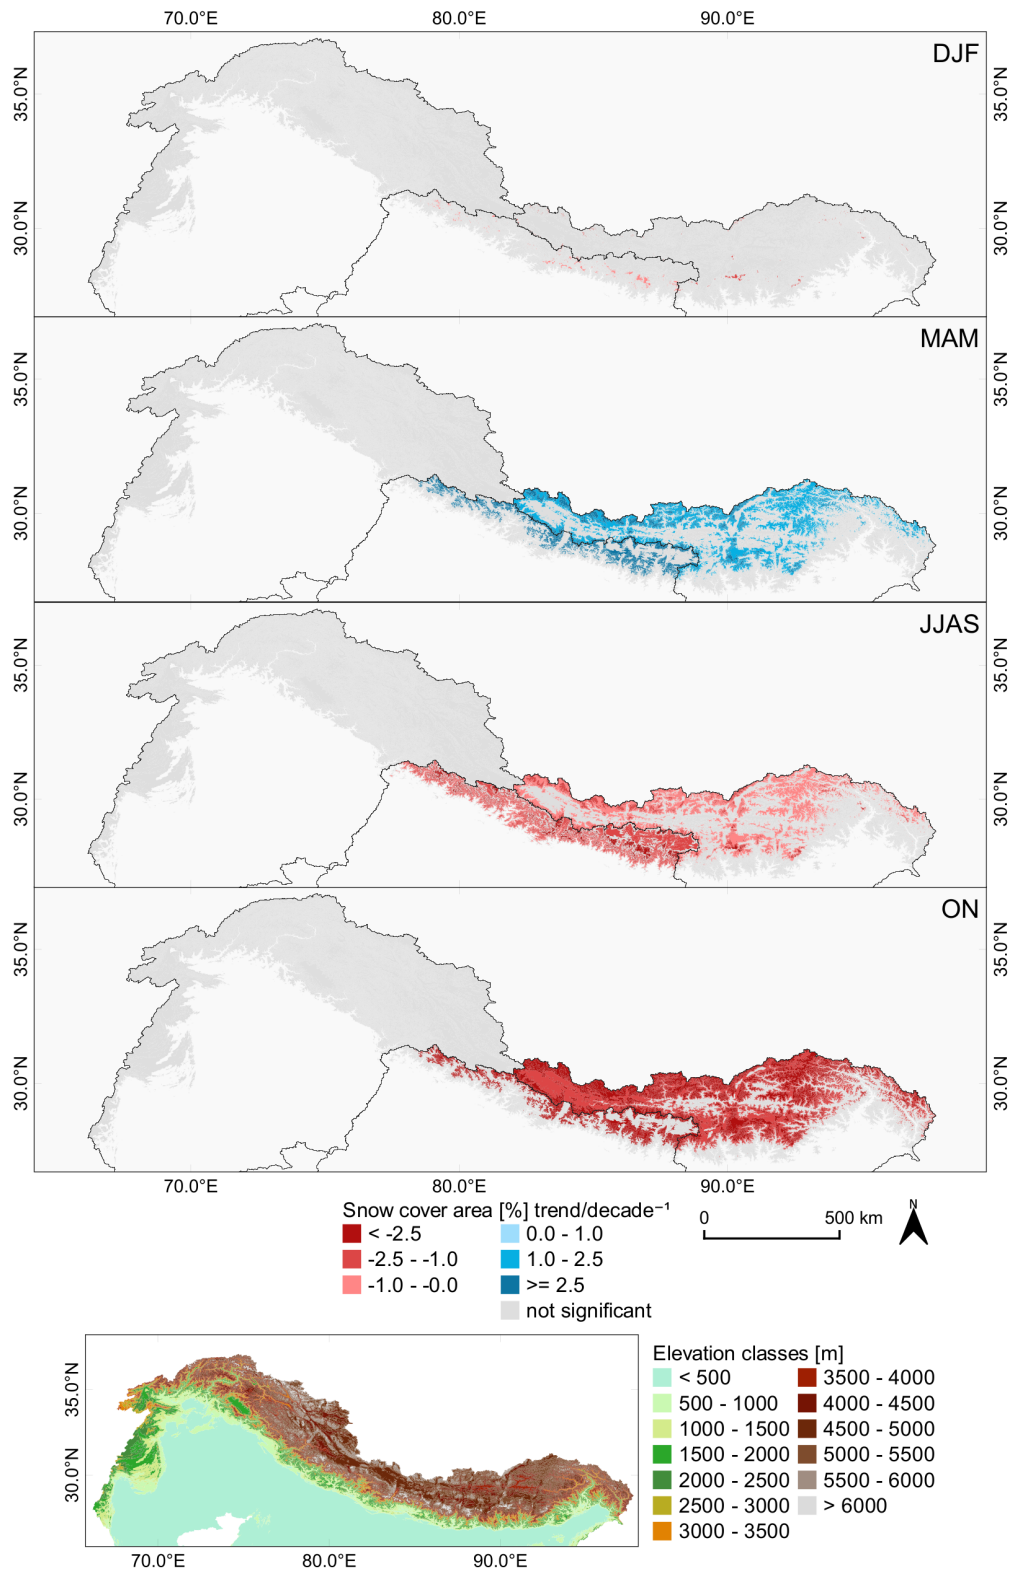 70.0°E 80.0°E 90.0°E
DJF
35.0°N 35.0°N
30.0°N 30.0°N
MAM
35.0°N 35.0°N
30.0°N 30.0°N
JJAS
35.0°N 35.0°N
30.0°N 30.0°N
ON
35.0°N 35.0°N
30.0°N 30.0°N
70.0°E 80.0°E 90.0°E
Snow cover area [%] trend/decade⁻¹
< -2.5
-2.5 - -1.0
-1.0 - -0.0
0.0 - 1.0
1.0 - 2.5
>= 2.5
not significant
0 500 km
N
35.0°N
30.0°N
70.0°E 80.0°E 90.0°E
Elevation classes [m]
< 500
500 - 1000
1000 - 1500
1500 - 2000
2000 - 2500
2500 - 3000
3000 - 3500
3500 - 4000
4000 - 4500
4500 - 5000
5000 - 5500
5500 - 6000
> 6000